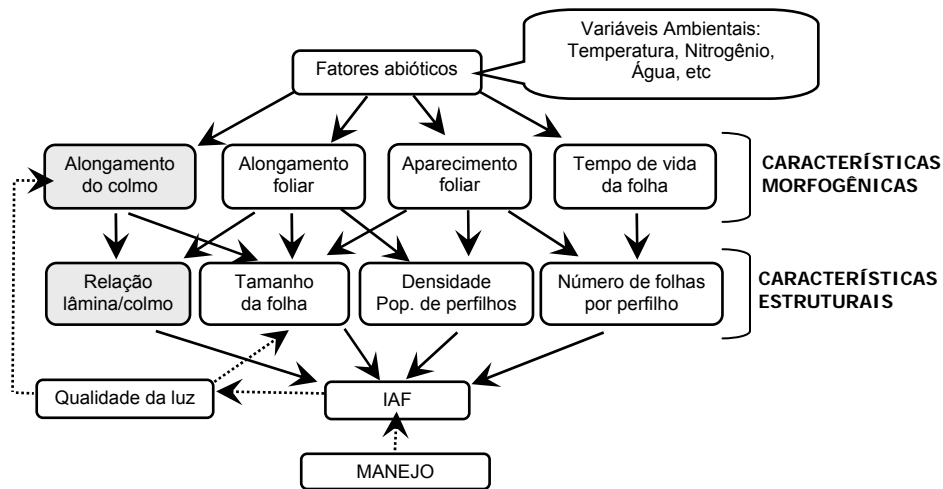 Variáveis Ambientais:
Temperatura, Nitrogênio,
Água, etc
Fatores abióticos
Alongamento
do colmo
Alongamento
foliar
Aparecimento
foliar
Tempo de vida
da folha
CARACTERÍSTICAS
MORFOGÊNICAS
Relação
lâmina/colmo
Tamanho
da folha
Densidade
Pop. de perfilhos
Número de folhas
por perfilho
CARACTERÍSTICAS
ESTRUTURAIS
Qualidade da luz
IAF
MANEJO